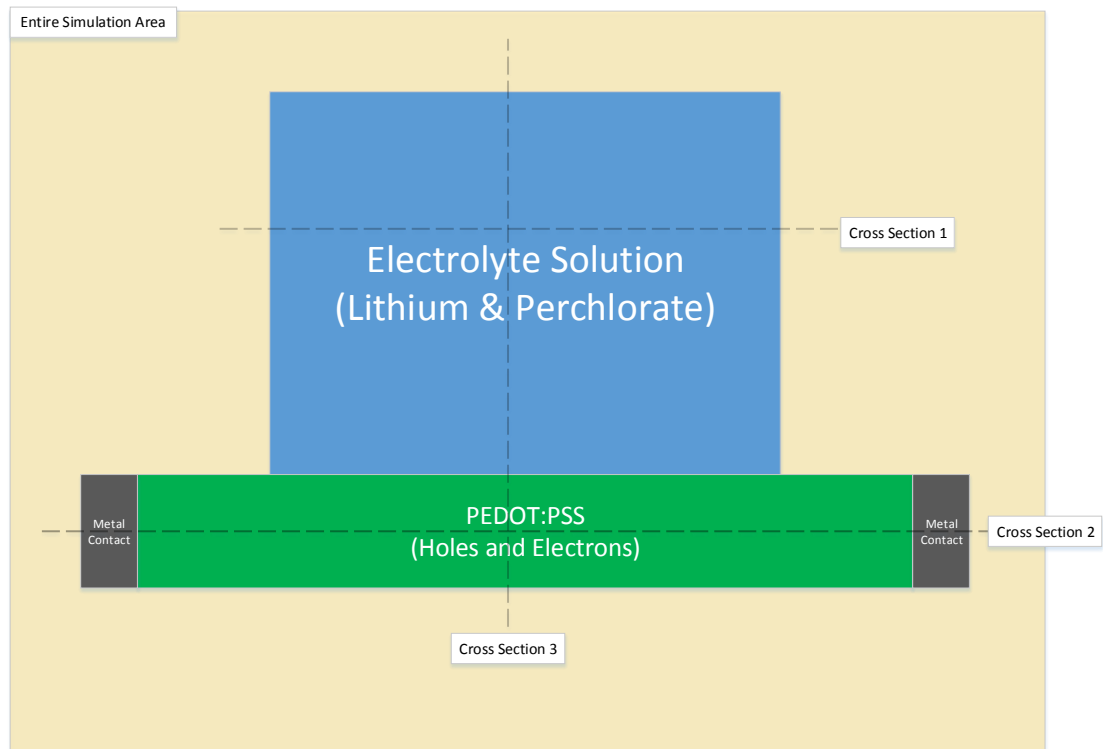 Entire Simulation Area
Cross Section 1
Electrolyte Solution
(Lithium & Perchlorate)
Metal
Contact
PEDOT:PSS
(Holes and Electrons)
Metal
Contact
Cross Section 2
Cross Section 3